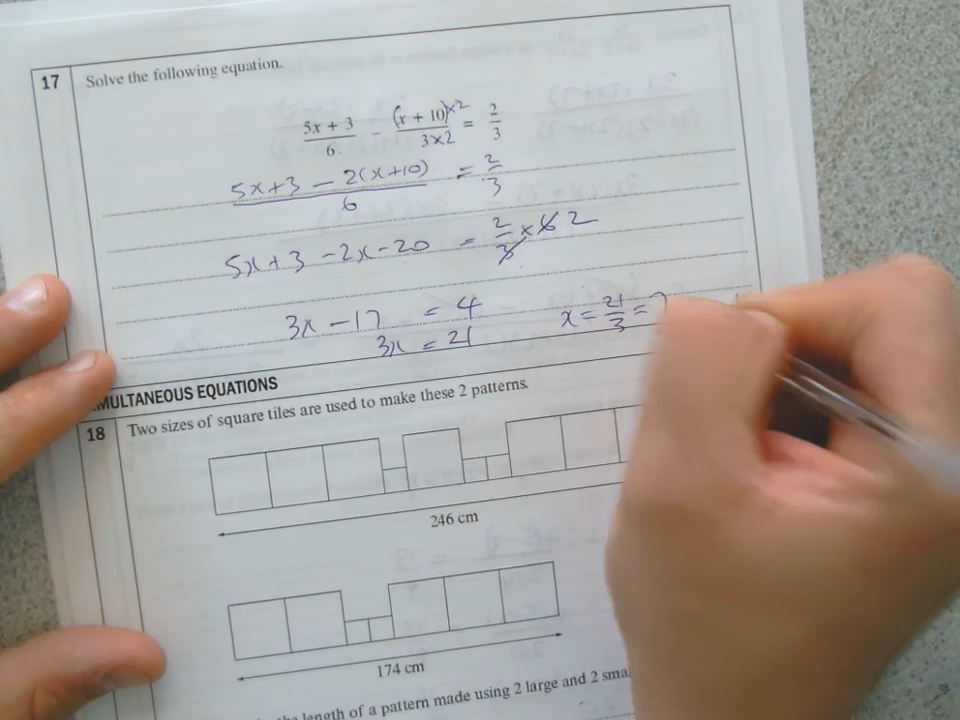 17 Solve the following equation.
5x + 3 / 6 - (x + 10)×2 / 3×2 = 2 / 3
5x+3 - 2(x+10) / 6 = 2 / 3
5x+3 -2x-20 = 2 / 3 × 6 2
3x -17 = 4
3x = 21
x = 21 / 3 = 7
MULTANEOUS EQUATIONS
18 Two sizes of square tiles are used to make these 2 patterns.
246 cm
174 cm
length of a pattern made using 2 large and 2